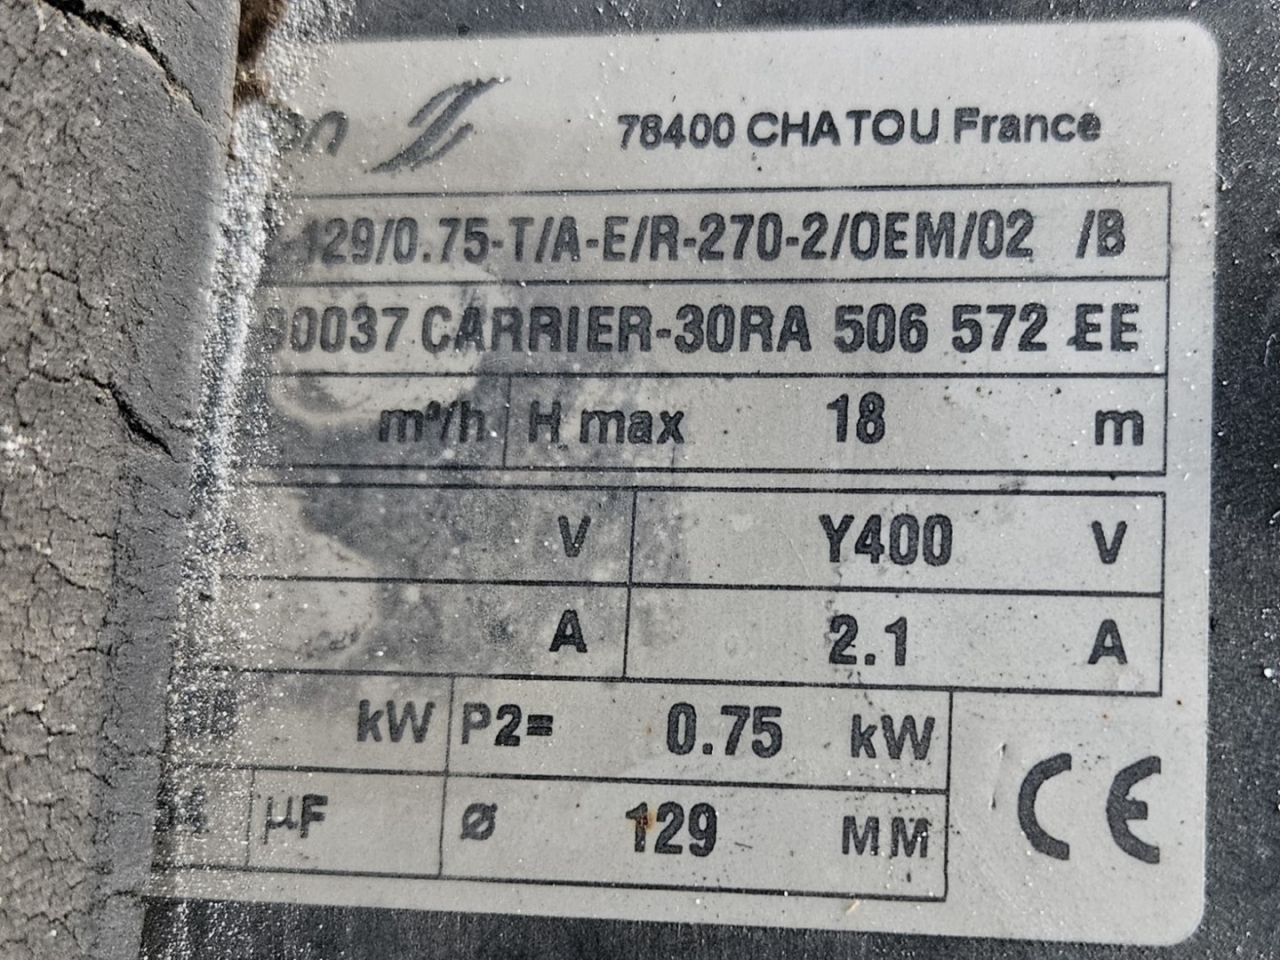 78400 CHATOU France
129/0.75-T/A-E/R-270-2/OEM/02 /B
0037 CARRIER-30RA 506 572 EE
m³/h H max 18 m
V Y400 V
A 2.1 A
kW P2= 0.75 kW
µF ø 129 MM
CE